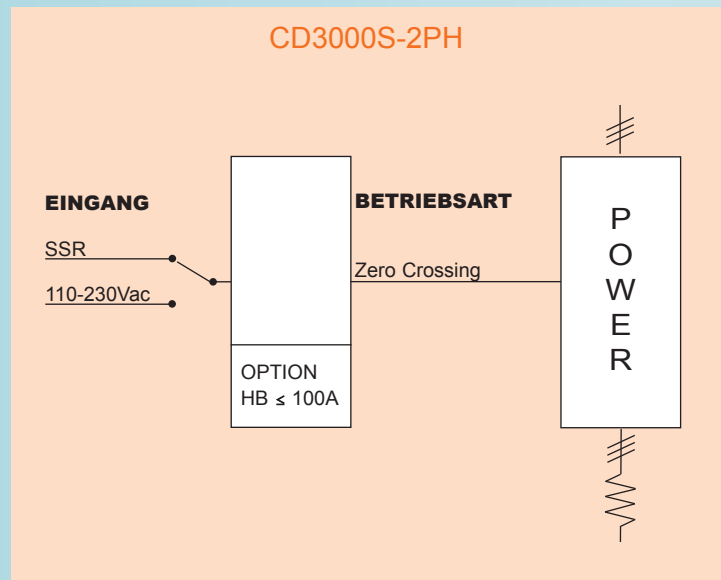 CD3000S-2PH
EINGANG
SSR
110-230Vac
OPTION
HB ≤ 100A
BETRIEBSART
Zero Crossing
P
O
W
E
R